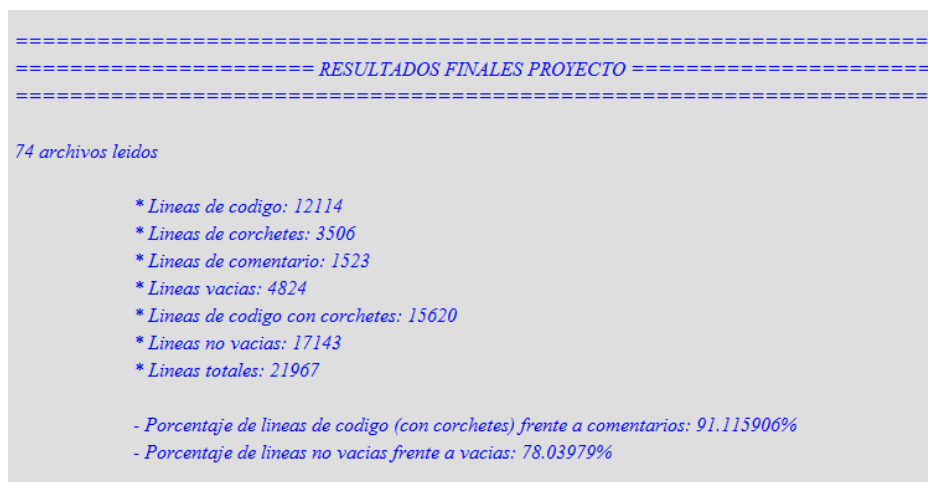 ====================================================================
====================== RESULTADOS FINALES PROYECTO ======================
====================================================================
74 archivos leidos
* Lineas de codigo: 12114
* Lineas de corchetes: 3506
* Lineas de comentario: 1523
* Lineas vacias: 4824
* Lineas de codigo con corchetes: 15620
* Lineas no vacias: 17143
* Lineas totales: 21967
- Porcentaje de lineas de codigo (con corchetes) frente a comentarios: 91.115906%
- Porcentaje de lineas no vacias frente a vacias: 78.03979%